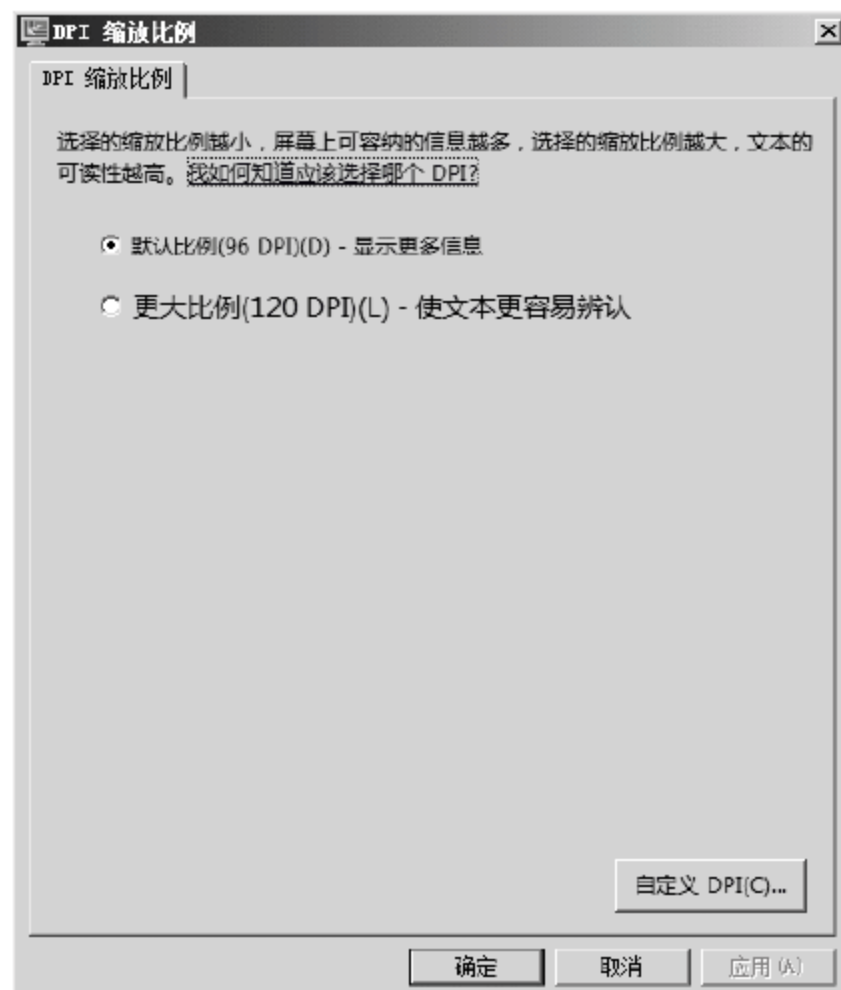 DPI 缩放比例
DPI 缩放比例
选择的缩放比例越小，屏幕上可容纳的信息越多，选择的缩放比例越大，文本的
可读性越高。我如何知道应该选择哪个 DPI?
默认比例(96 DPI)(D) - 显示更多信息
更大比例(120 DPI)(L) - 使文本更容易辨认
自定义 DPI(C)...
确定 取消 应用(A)